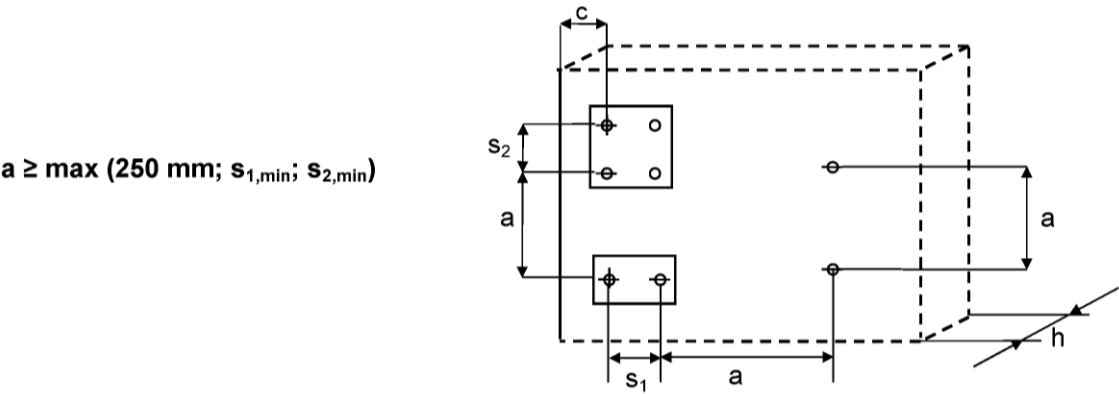 c
s₂
a ≥ max (250 mm; s₁,min; s₂,min)
a
a
h
s₁
a